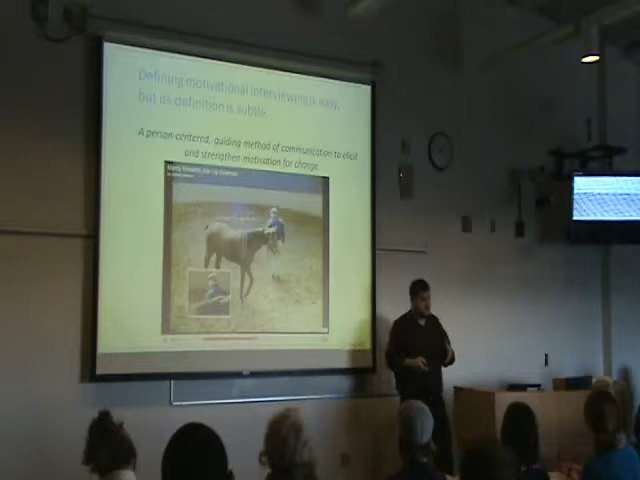 Defining motivational interviewing is easy,
but its definition is subtle
A person-centered, guiding method of communication to elicit
and strengthen motivation for change.